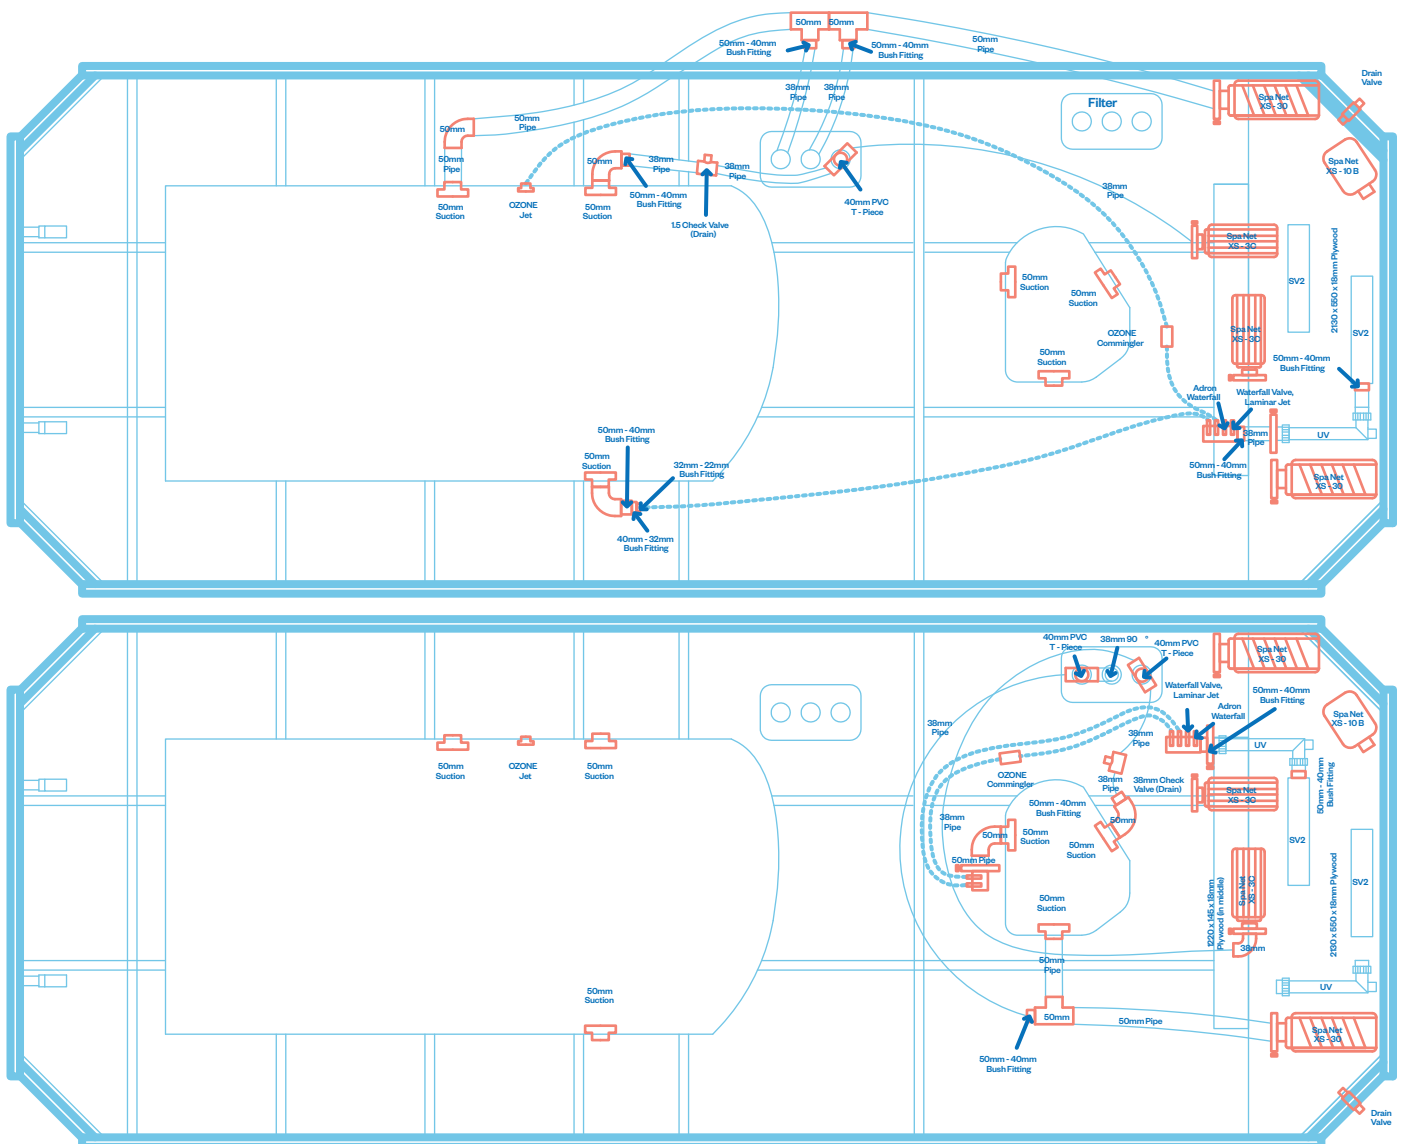 50mm
50mm
50mm - 40mm
Bush Fitting
50mm - 40mm
Bush Fitting
50mm
Pipe
Drain
Valve
38mm
Pipe
38mm
Pipe
Filter
Spa Net
XS - 30
50mm
50mm
Pipe
50mm
Pipe
50mm
38mm
Pipe
38mm
Pipe
Spa Net
XS - 10 B
50mm
Suction
OZONE
Jet
50mm
Suction
50mm - 40mm
Bush Fitting
40mm PVC
T - Piece
38mm
Pipe
1.5 Check Valve
(Drain)
Spa Net
XS - 3C
2130 x 550 x 18mm Plywood
50mm
Suction
50mm
Suction
SV2
OZONE
Commingler
Spa Net
XS - 3C
SV2
50mm
Suction
50mm - 40mm
Bush Fitting
Adron
Waterfall
Waterfall Valve,
Laminar Jet
50mm - 40mm
Bush Fitting
38mm
Pipe
UV
50mm
Suction
32mm - 22mm
Bush Fitting
50mm - 40mm
Bush Fitting
Spa Net
XS - 30
40mm - 32mm
Bush Fitting
40mm PVC
T - Piece
38mm 90 °
40mm PVC
T - Piece
Spa Net
XS - 30
Waterfall Valve,
Laminar Jet
50mm - 40mm
Bush Fitting
Adron
Waterfall
Spa Net
XS - 10 B
38mm
Pipe
38mm
Pipe
UV
50mm
Suction
OZONE
Jet
50mm
Suction
OZONE
Commingler
38mm
Pipe
38mm Check
Valve (Drain)
50mm - 40mm
Bush Fitting
Spa Net
XS - 3C
50mm - 40mm
Bush Fitting
38mm
Pipe
50mm
50mm
Suction
50mm
50mm
Suction
SV2
50mm Pipe
Spa Net
XS - 3C
SV2
50mm
Suction
1220 x 145 x 18mm
Plywood (in middle)
2130 x 550 x 18mm Plywood
38mm
50mm
Pipe
50mm
Suction
UV
50mm
50mm Pipe
Spa Net
XS - 30
50mm - 40mm
Bush Fitting
Drain
Valve